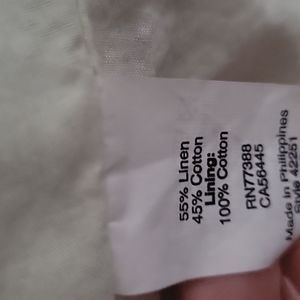 55% Linen
45% Cotton
Lining:
100% Cotton
RN77388
CA56445
Made in Philippines
Style 42251